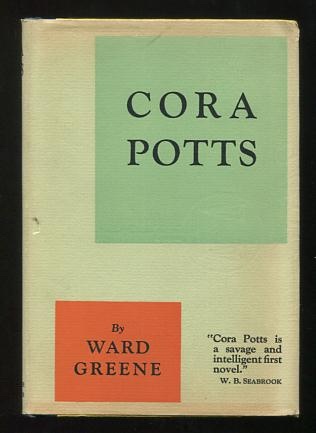 CORA
POTTS
By
WARD
GREENE
"Cora Potts is
a savage and
intelligent first
novel."
W. B. SEABROOK